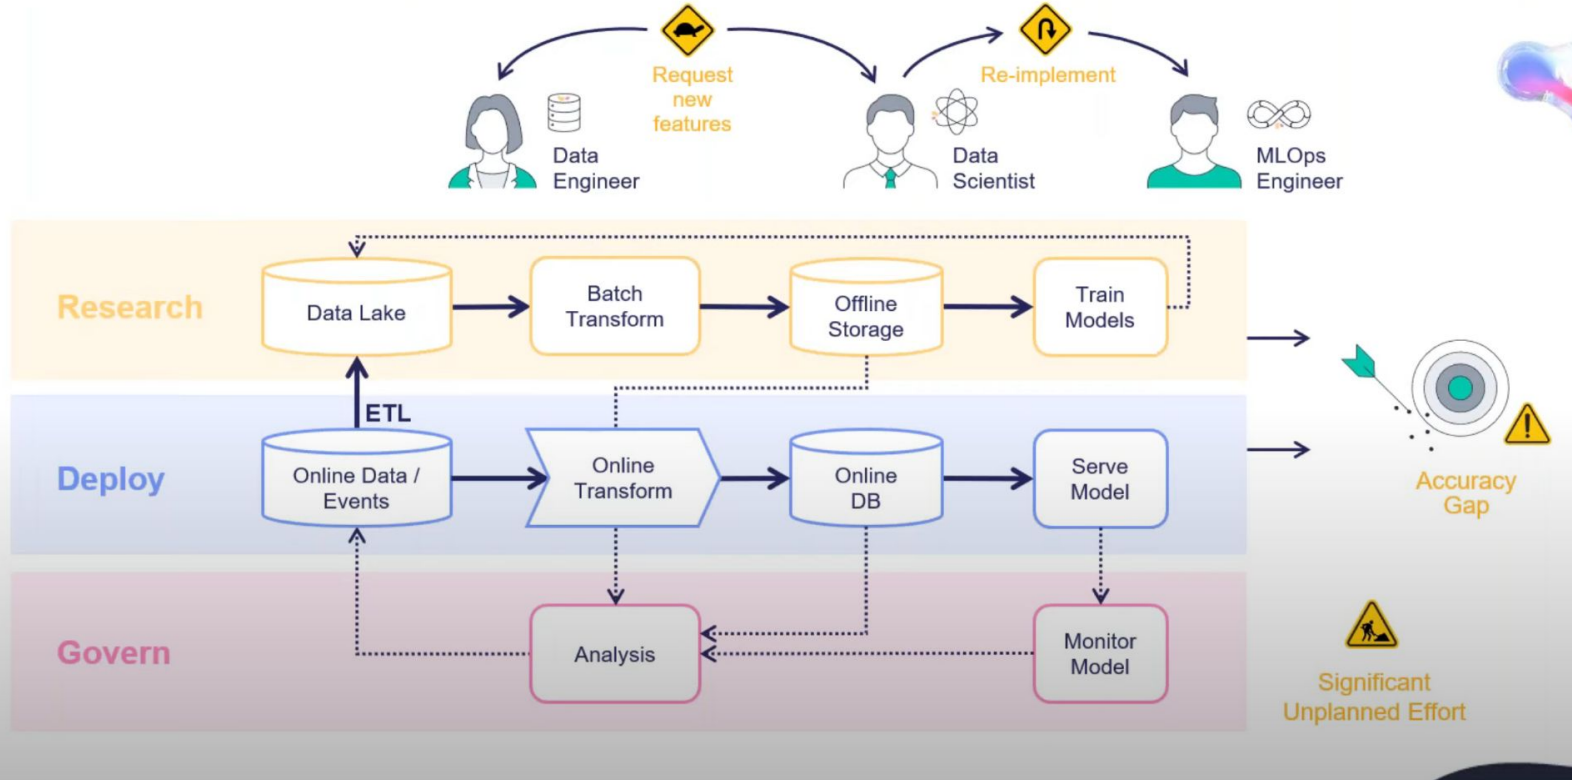 Request
new
features
Re-implement
Data
Engineer
Data
Scientist
MLOps
Engineer
Research
Data Lake
Batch
Transform
Offline
Storage
Train
Models
ETL
Deploy
Online Data /
Events
Online
Transform
Online
DB
Serve
Model
Accuracy
Gap
Govern
Analysis
Monitor
Model
Significant
Unplanned Effort